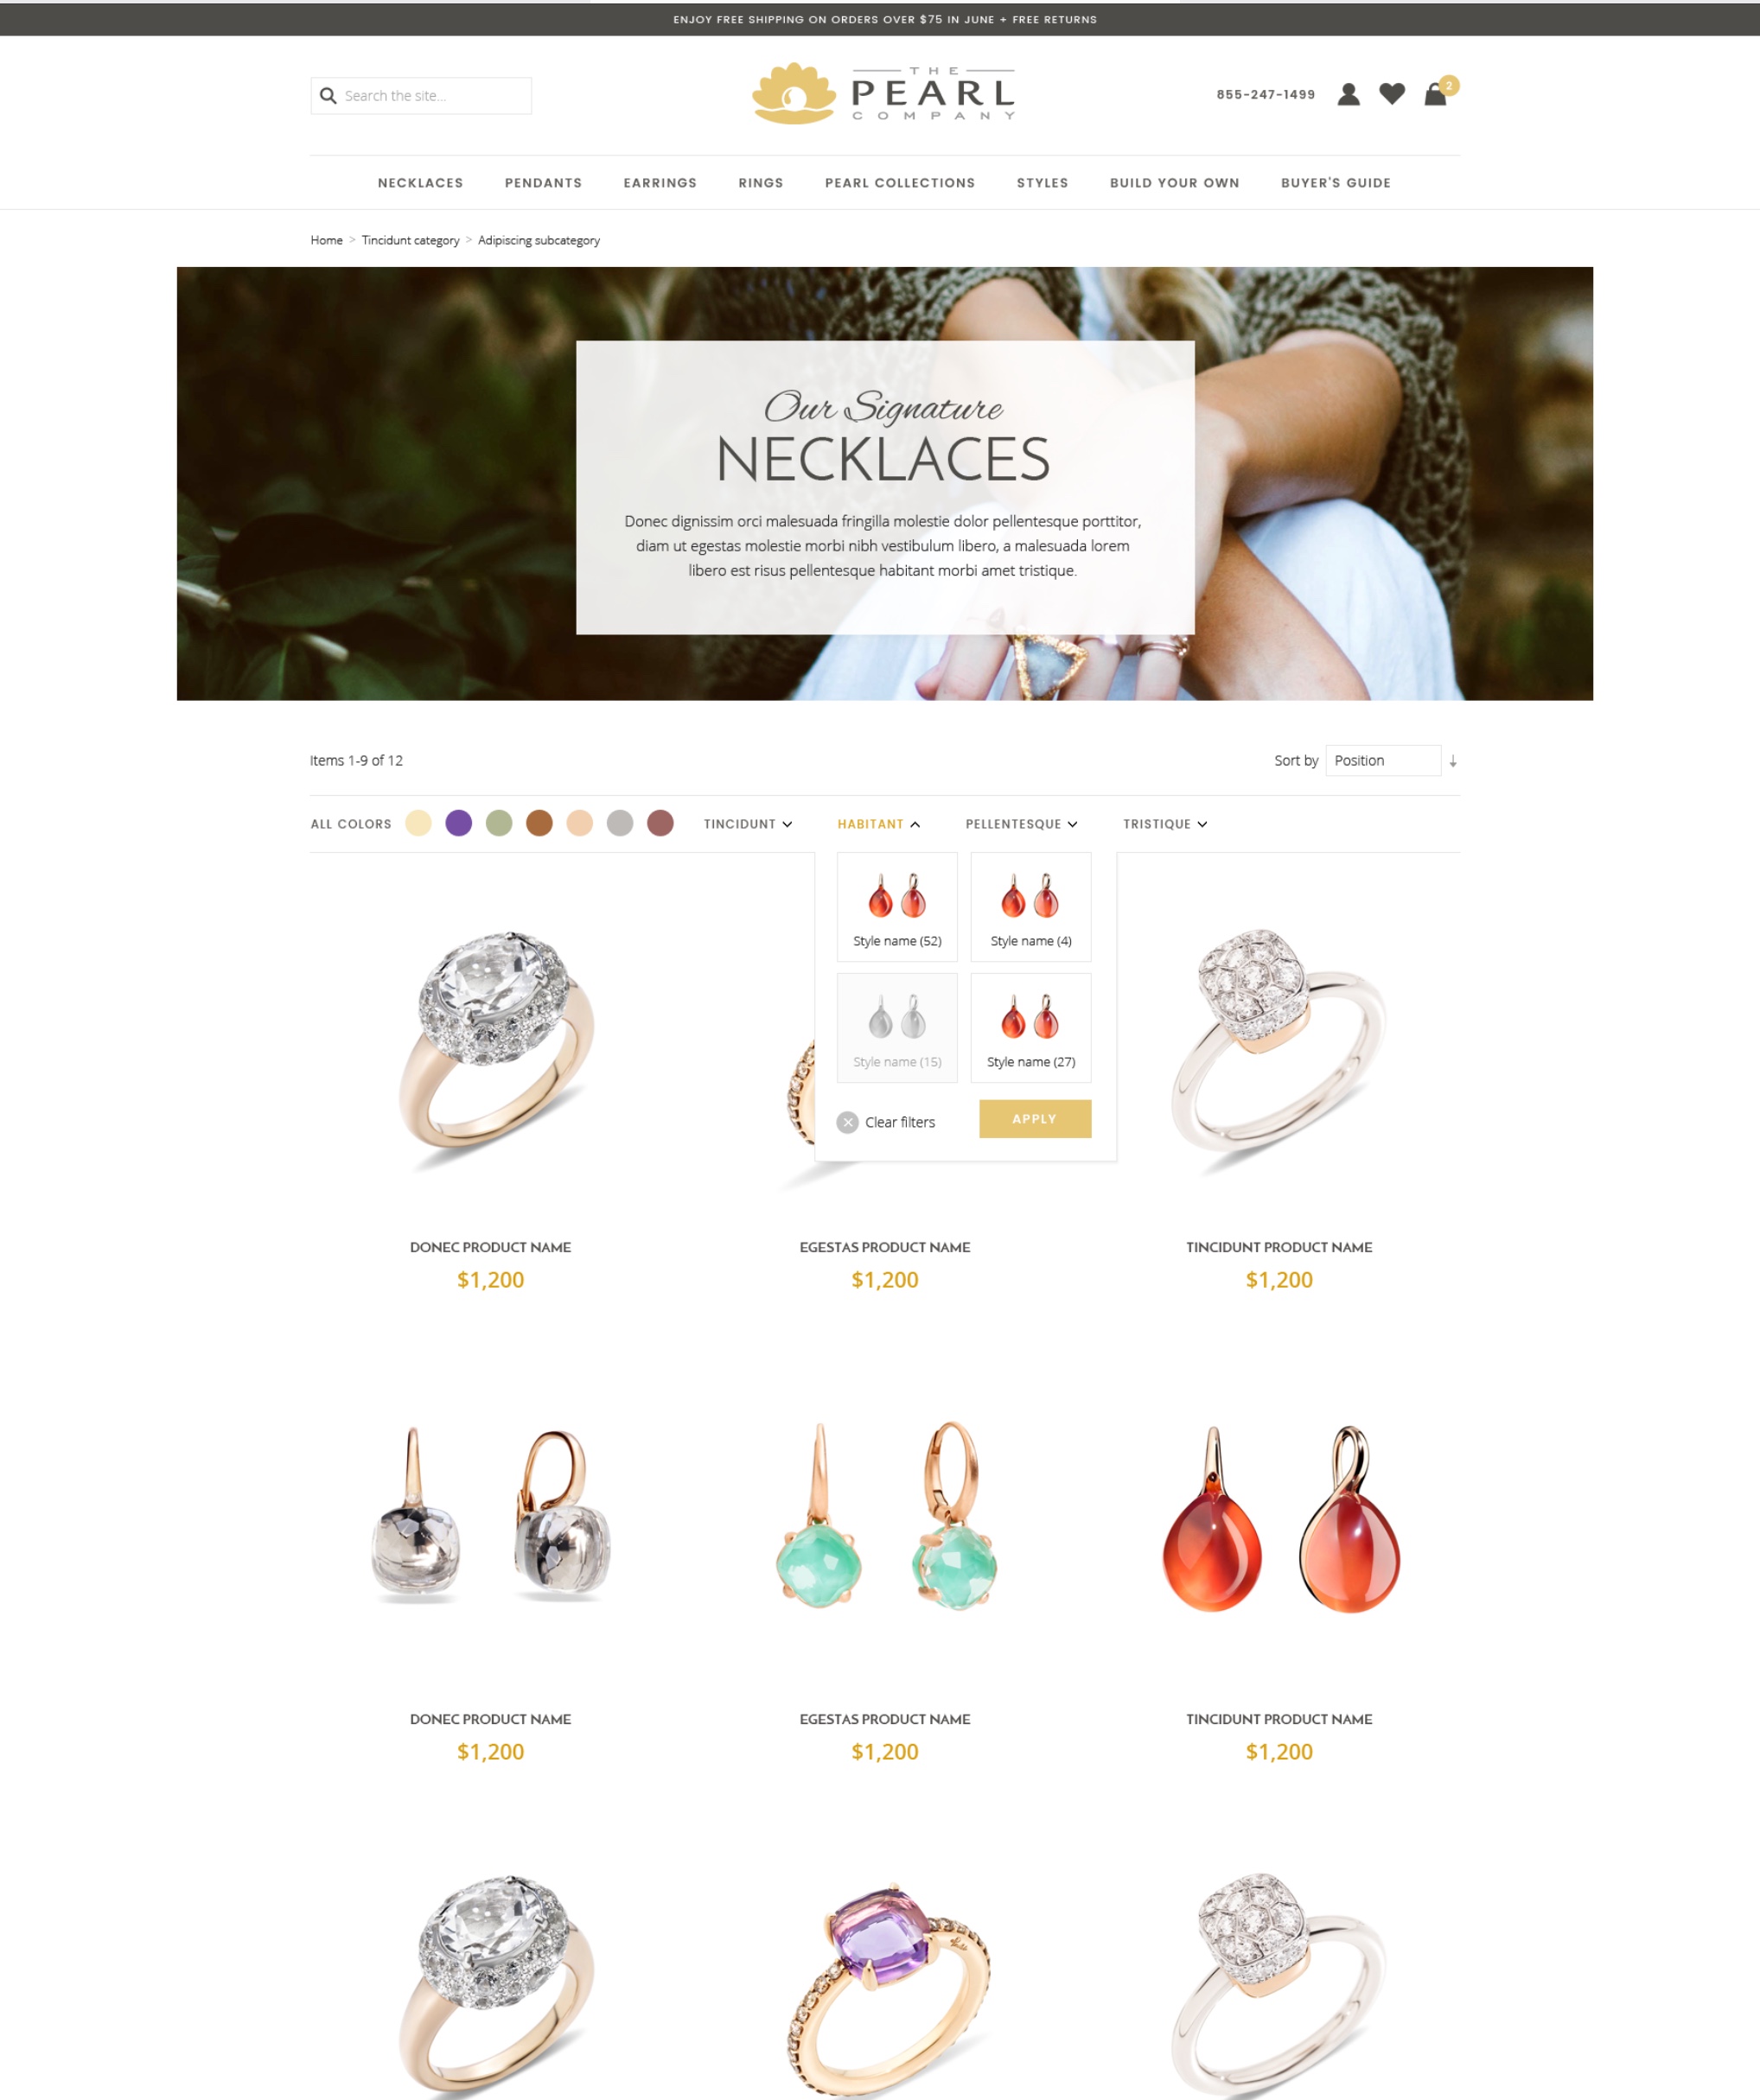 ENJOY FREE SHIPPING ON ORDERS OVER $75 IN JUNE + FREE RETURNS
Search the site...
THE
PEARL
COMPANY
855-247-1499
2
NECKLACES PENDANTS EARRINGS RINGS PEARL COLLECTIONS STYLES BUILD YOUR OWN BUYER'S GUIDE
Home > Tincidunt category > Adipiscing subcategory
Our Signature
NECKLACES
Donec dignissim orci malesuada fringilla molestie dolor pellentesque porttitor,
diam ut egestas molestie morbi nibh vestibulum libero, a malesuada lorem
libero est risus pellentesque habitant morbi amet tristique.
Items 1-9 of 12
Sort by Position
ALL COLORS TINCIDUNT HABITANT PELLENTESQUE TRISTIQUE
Style name (52) Style name (4)
Style name (15) Style name (27)
Clear filters APPLY
DONEC PRODUCT NAME EGESTAS PRODUCT NAME TINCIDUNT PRODUCT NAME
$1,200 $1,200 $1,200
DONEC PRODUCT NAME EGESTAS PRODUCT NAME TINCIDUNT PRODUCT NAME
$1,200 $1,200 $1,200